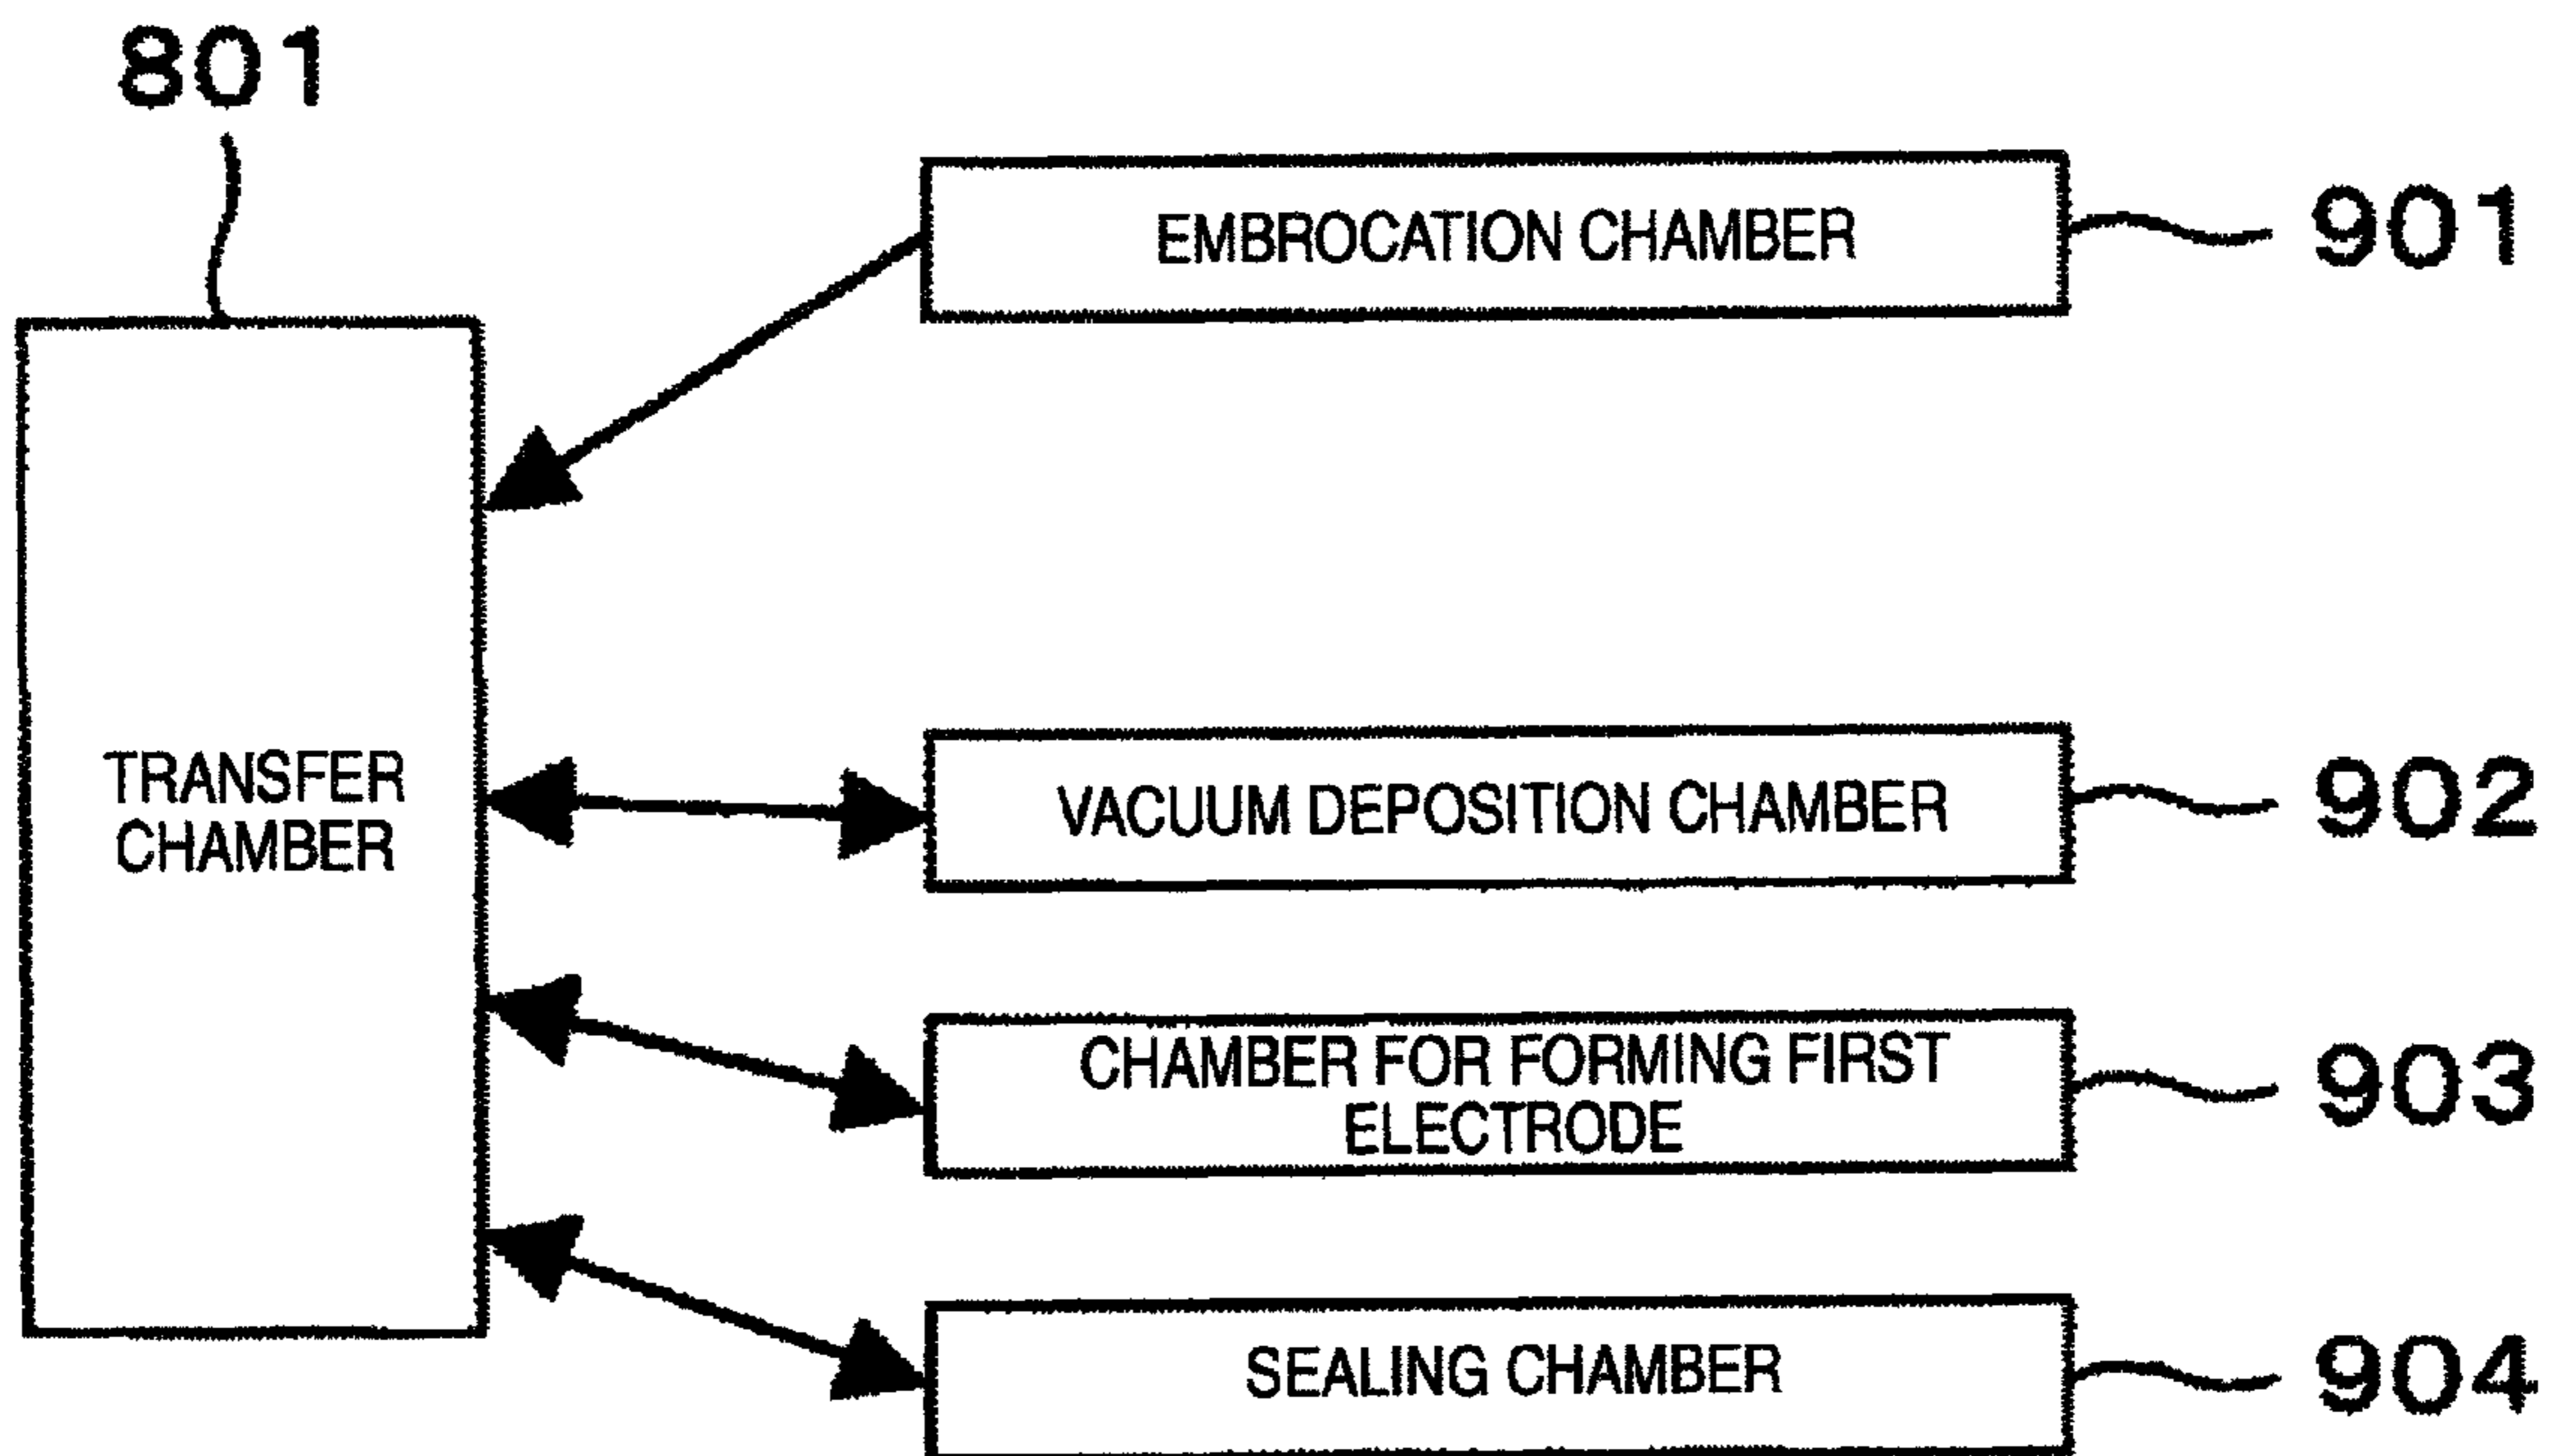 801
EMBROCATION CHAMBER
901
TRANSFER
CHAMBER
VACUUM DEPOSITION CHAMBER
902
CHAMBER FOR FORMING FIRST
ELECTRODE
903
SEALING CHAMBER
904